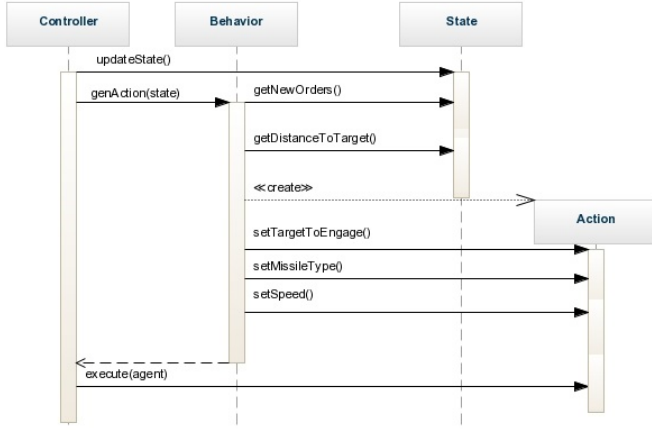 Controller
Behavior
State
updateState()
genAction(state)
getNewOrders()
getDistanceToTarget()
≪create≫
Action
setTargetToEngage()
setMissileType()
setSpeed()
execute(agent)